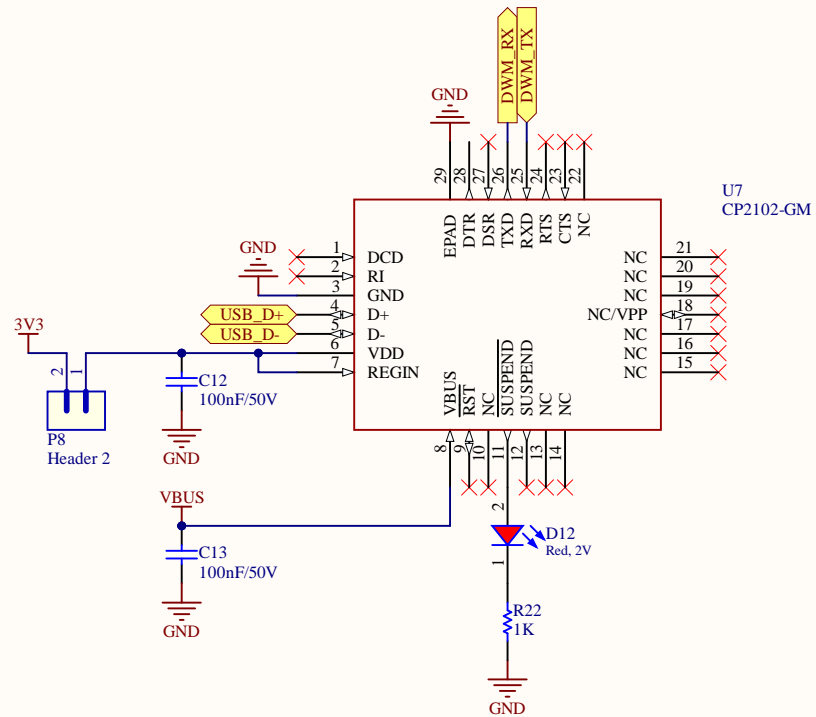 DWM_RX
DWM_TX
GND
29
28
27
26
25
24
23
22
U7
CP2102-GM
EPAD
DTR
DSR
TXD
RXD
RTS
CTS
NC
GND
1
DCD
2
RI
3
GND
USB_D+
4
D+
USB_D-
5
D-
3V3
6
VDD
7
REGIN
NC
21
NC
20
NC
19
NC/VPP
18
NC
17
NC
16
NC
15
2
1
C12
100nF/50V
P8
Header 2
GND
VBUS
RST
NC
SUSPEND
SUSPEND
NC
NC
8
9
10
11
12
13
14
VBUS
C13
100nF/50V
GND
2
D12
Red, 2V
1
R22
1K
GND